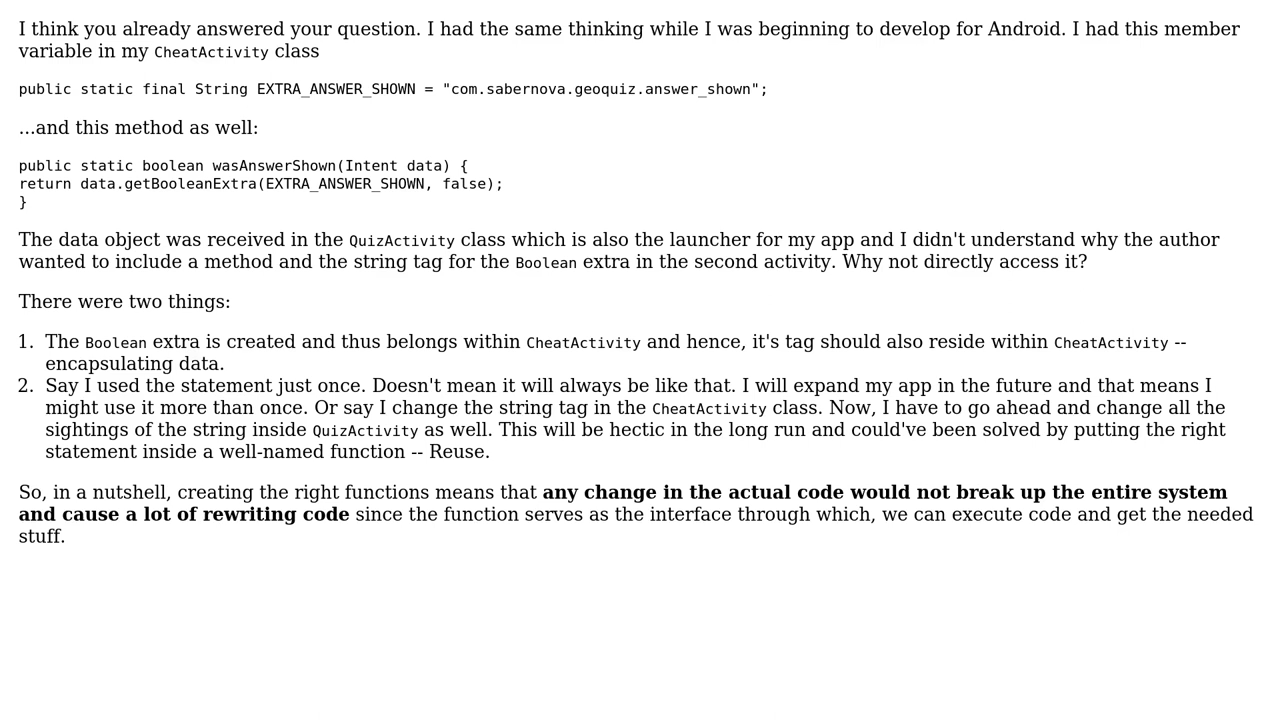 I think you already answered your question. I had the same thinking while I was beginning to develop for Android. I had this member
variable in my CheatActivity class
public static final String EXTRA_ANSWER_SHOWN = "com.sabernova.geoquiz.answer_shown";
...and this method as well:
public static boolean wasAnswerShown(Intent data) {
return data.getBooleanExtra(EXTRA_ANSWER_SHOWN, false);
}
The data object was received in the QuizActivity class which is also the launcher for my app and I didn't understand why the author
wanted to include a method and the string tag for the Boolean extra in the second activity. Why not directly access it?
There were two things:
1. The Boolean extra is created and thus belongs within CheatActivity and hence, it's tag should also reside within CheatActivity --
encapsulating data.
2. Say I used the statement just once. Doesn't mean it will always be like that. I will expand my app in the future and that means I
might use it more than once. Or say I change the string tag in the CheatActivity class. Now, I have to go ahead and change all the
sightings of the string inside QuizActivity as well. This will be hectic in the long run and could've been solved by putting the right
statement inside a well-named function -- Reuse.
So, in a nutshell, creating the right functions means that any change in the actual code would not break up the entire system
and cause a lot of rewriting code since the function serves as the interface through which, we can execute code and get the needed
stuff.